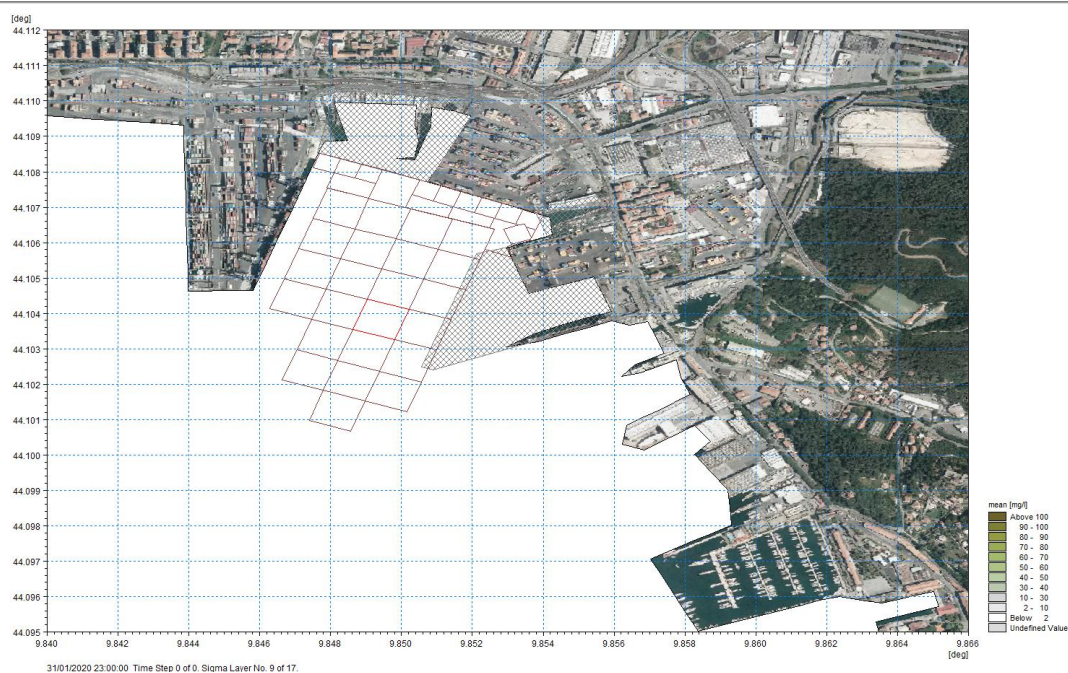 [deg]
44.112
44.111
44.110
44.109
44.108
44.107
44.106
44.105
44.104
44.103
44.102
44.101
44.100
44.099
44.098
44.097
44.096
44.095
9.840 9.842 9.844 9.846 9.848 9.850 9.852 9.854 9.856 9.858 9.860 9.862 9.864 9.866
[deg]
mean [mg/l]
Above 100
90 - 100
80 - 90
70 - 80
60 - 70
50 - 60
40 - 50
30 - 40
10 - 30
2 - 10
Below 2
Undefined Value
31/01/2020 23:00:00 Time Step 0 of 0. Sigma Layer No. 9 of 17.